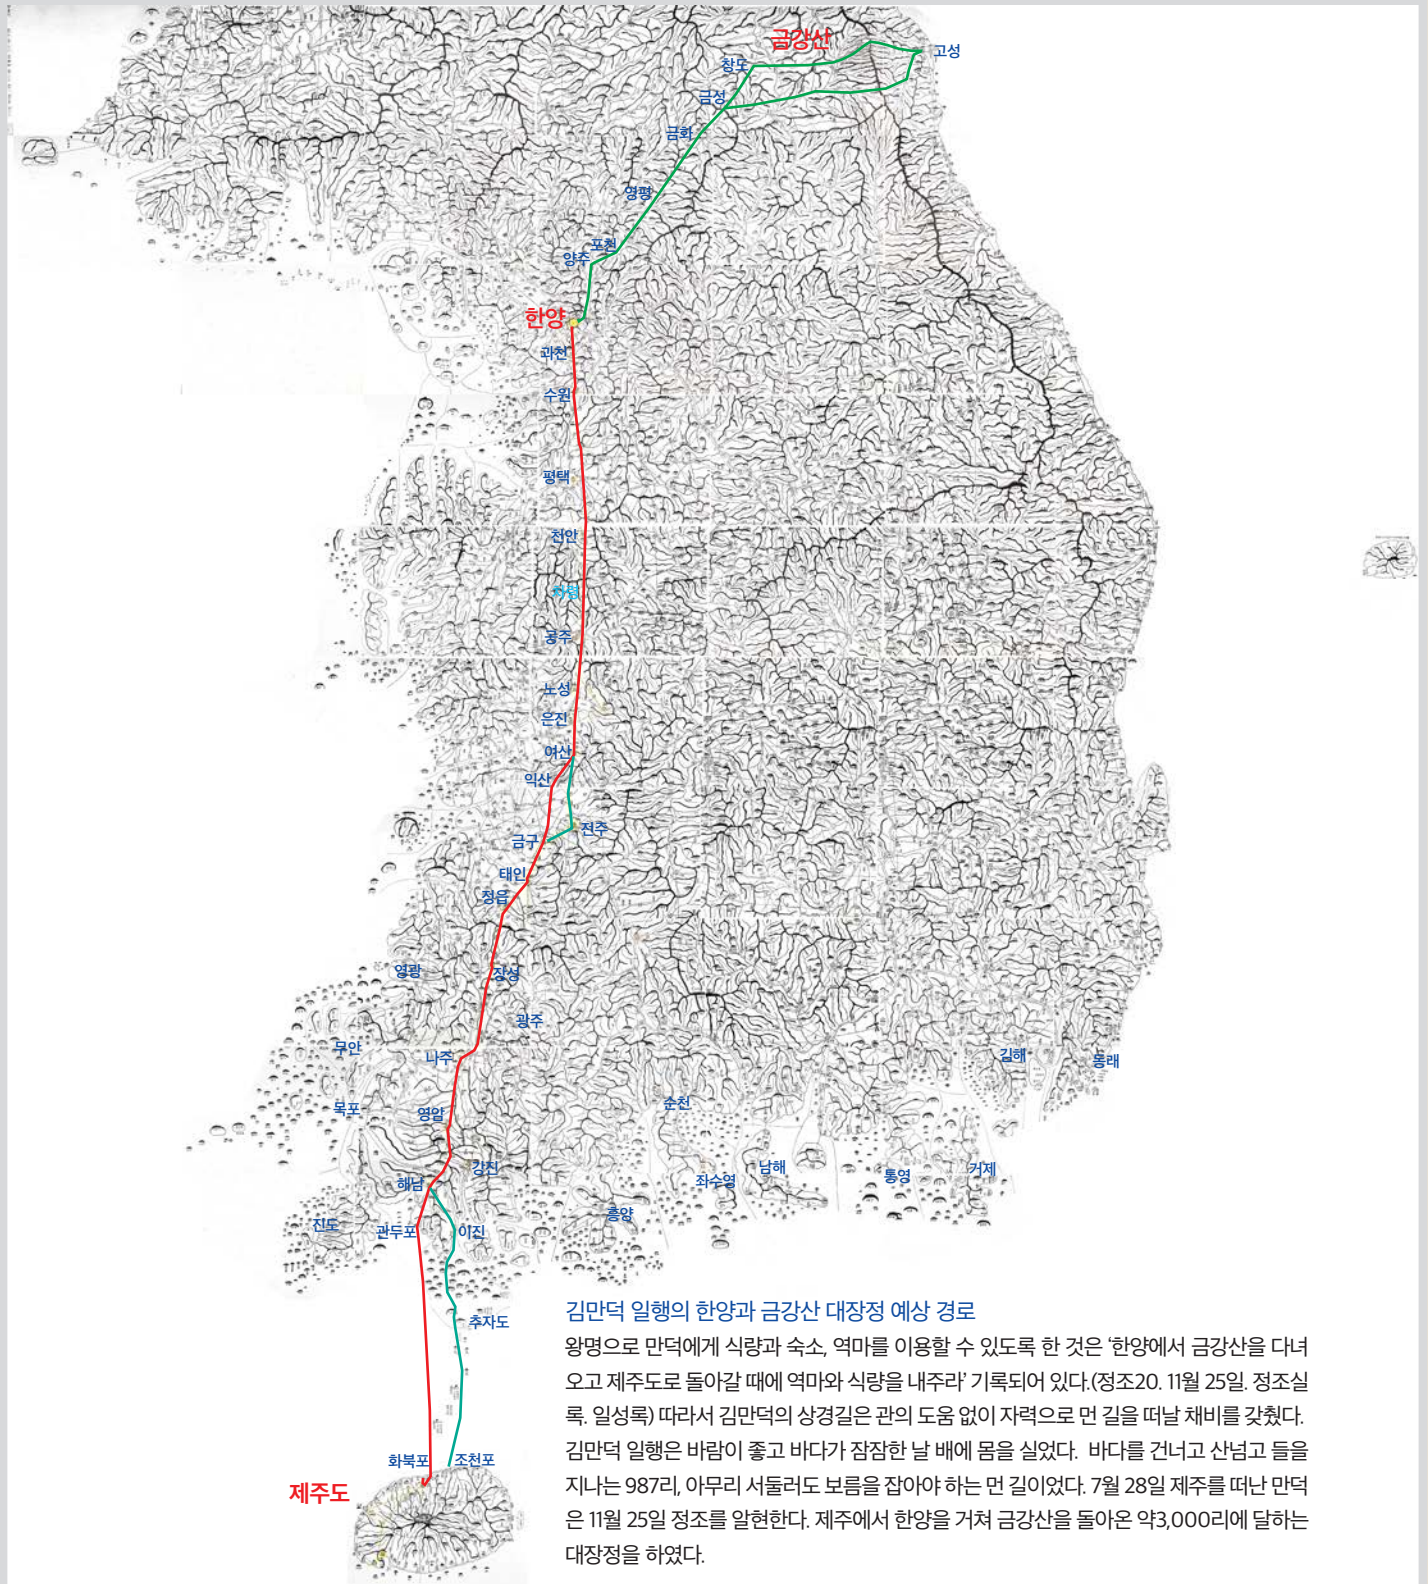 금강산
고성
창도
금성
금화
영평
포천
양주
한양
과천
수원
평택
천안
차령
공주
노성
은진
여산
익산
전주
금구
태인
정읍
영광
장성
광주
무안
나주
김해
동래
목포
영암
순천
강진
해남
좌수영
남해
통영
거제
진도
관두포
이진
흥양
추자도
화북포
조천포
제주도
김만덕 일행의 한양과 금강산 대장정 예상 경로
왕명으로 만덕에게 식량과 숙소, 역마를 이용할 수 있도록 한 것은 ‘한양에서 금강산을 다녀
오고 제주도로 돌아갈 때에 역마와 식량을 내주라’ 기록되어 있다.(정조20. 11월 25일. 정조실
록. 일성록) 따라서 김만덕의 상경길은 관의 도움 없이 자력으로 먼 길을 떠날 채비를 갖췄다.
김만덕 일행은 바람이 좋고 바다가 잠잠한 날 배에 몸을 실었다. 바다를 건너고 산넘고 들을
지나는 987리, 아무리 서둘러도 보름을 잡아야 하는 먼 길이었다. 7월 28일 제주를 떠난 만덕
은 11월 25일 정조를 알현한다. 제주에서 한양을 거쳐 금강산을 돌아온 약3,000리에 달하는
대장정을 하였다.